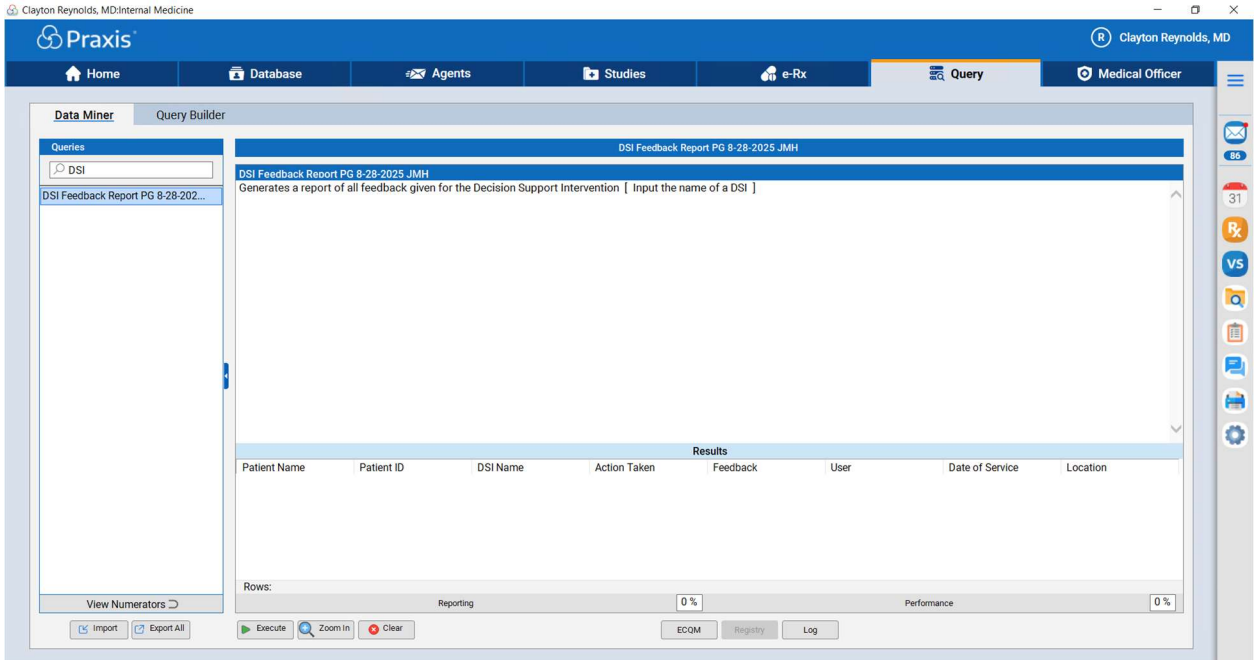 Clayton Reynolds, MD:Internal Medicine
Praxis
R Clayton Reynolds, MD
Home Database Agents Studies e-Rx Query Medical Officer
Data Miner Query Builder
Queries
DSI
DSI Feedback Report PG 8-28-202...
DSI Feedback Report PG 8-28-2025 JMH
DSI Feedback Report PG 8-28-2025 JMH
Generates a report of all feedback given for the Decision Support Intervention [ Input the name of a DSI ]
Results
Patient Name Patient ID DSI Name Action Taken Feedback User Date of Service Location
Rows:
View Numerators Reporting 0 % Performance 0 %
Import Export All Execute Zoom In Clear ECQM Registry Log
86
31
Rx
VS